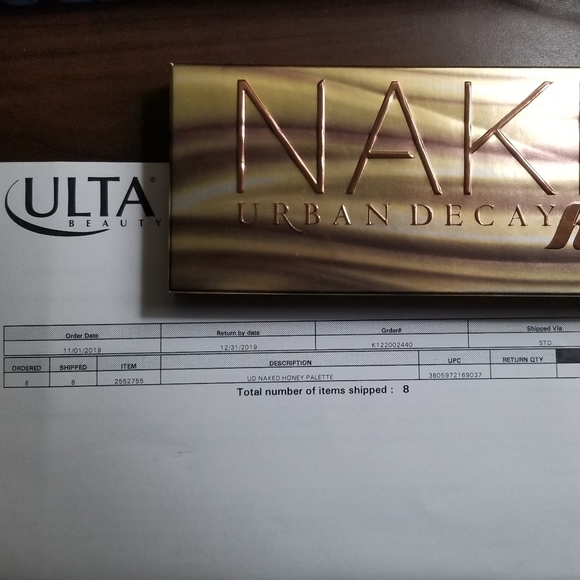 NAK
URBAN DECAY
ULTA
BEAUTY
Order Date Return by date Order# Shipped Via
11/01/2019 12/31/2019 K122002440 STD
ORDERED SHIPPED ITEM DESCRIPTION UPC RETURN QTY
8 8 2552755 UD NAKED HONEY PALETTE 3605972169037
Total number of items shipped : 8